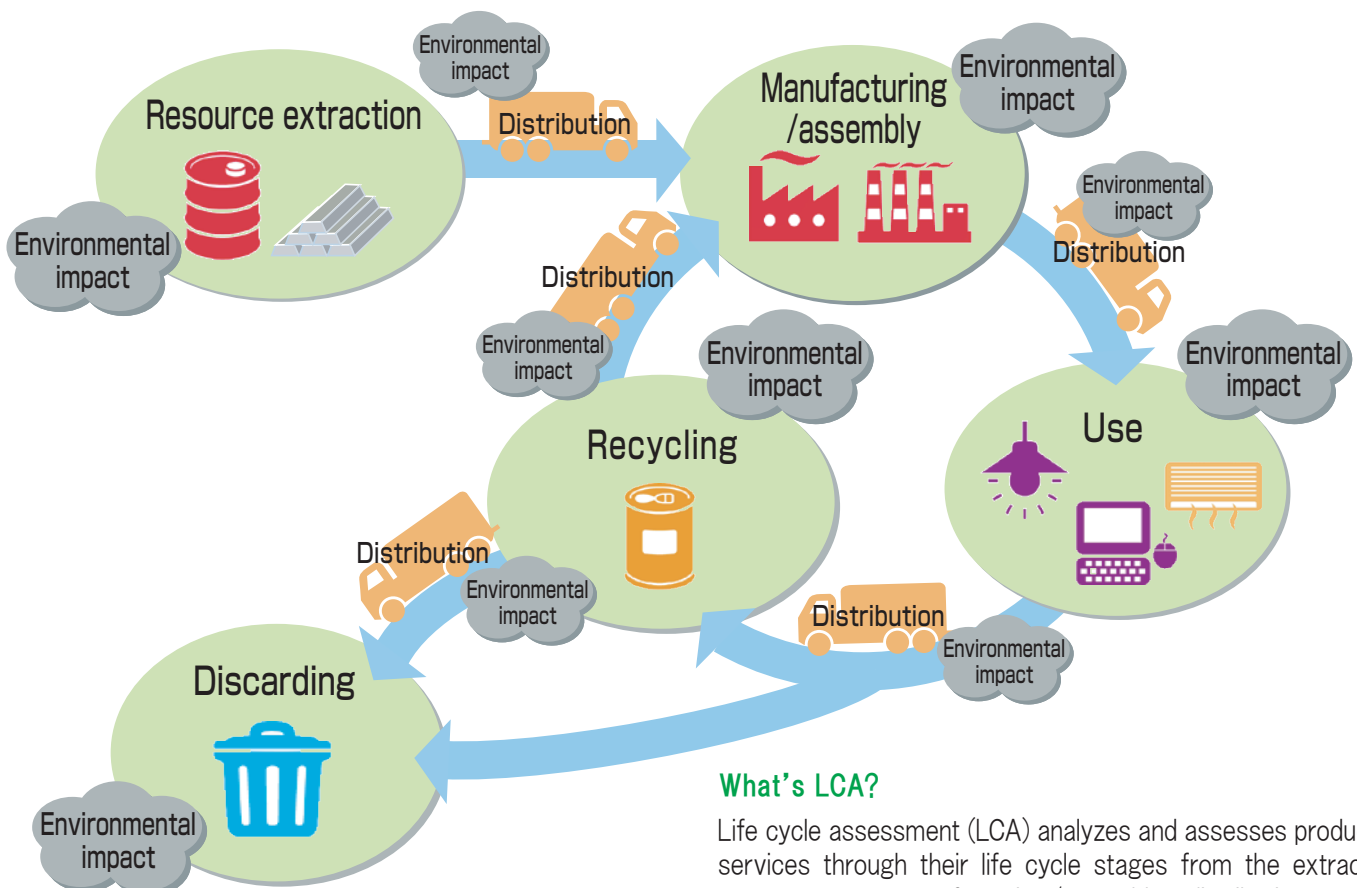 Environmental
impact
Resource extraction
Distribution
Environmental
impact
Manufacturing
/assembly
Environmental
impact
Environmental
impact
Distribution
Distribution
Environmental
impact
Environmental
impact
Recycling
Environmental
impact
Use
Distribution
Environmental
impact
Distribution
Environmental
impact
Discarding
Environmental
impact
What's LCA?
Life cycle assessment (LCA) analyzes and assesses
services through their life cycle stages from the